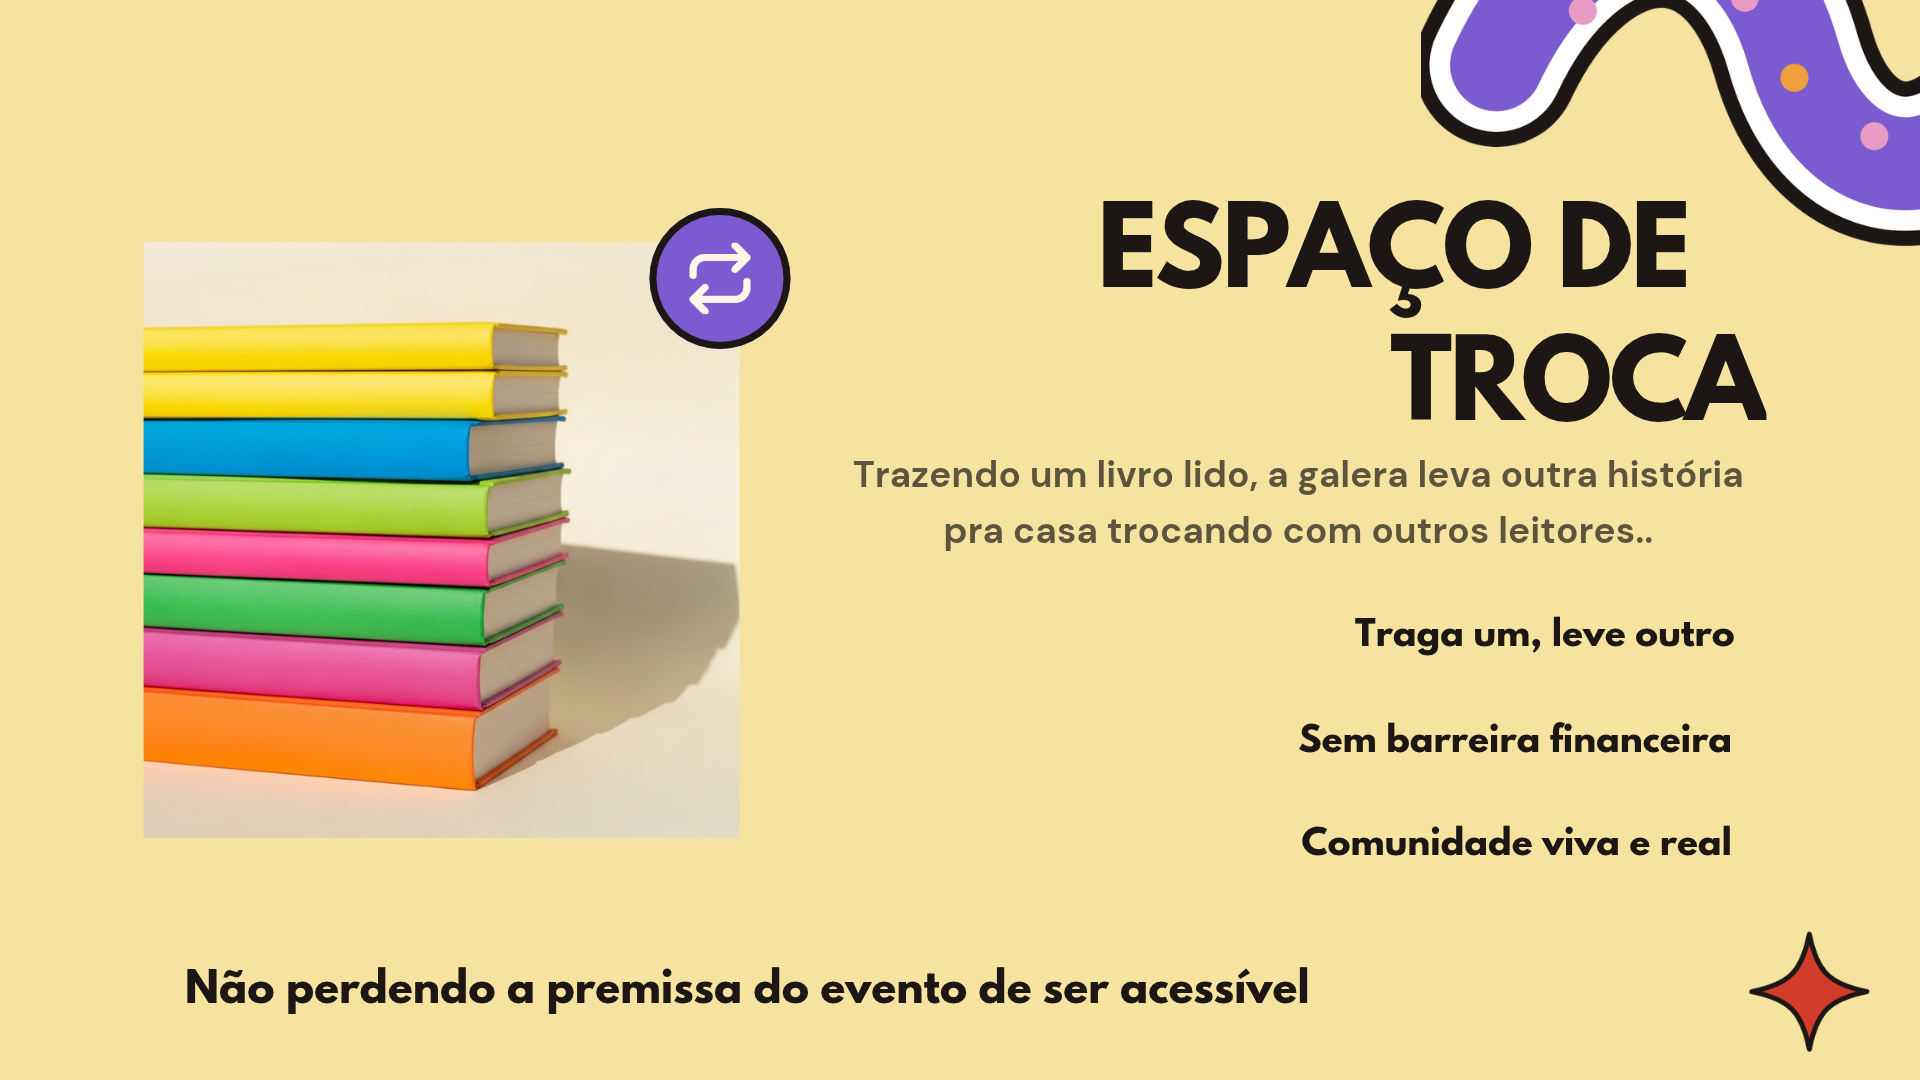 ESPAÇO DE
TROCA
Trazendo um livro lido, a galera leva outra história
pra casa trocando com outros leitores..
Traga um, leve outro
Sem barreira financeira
Comunidade viva e real
Não perdendo a premissa do evento de ser acessível